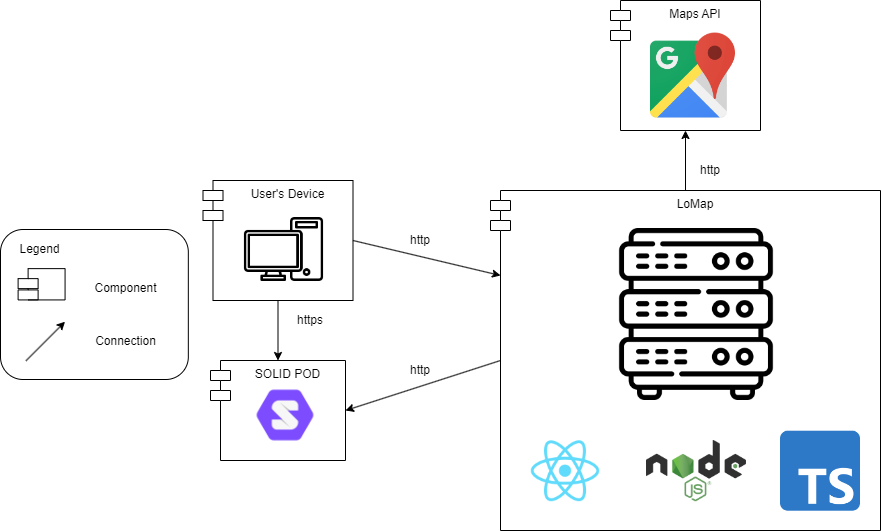 Maps API
G
http
User's Device
LoMap
http
Legend
Component
https
Connection
SOLID POD
http
node
JS
®
TS